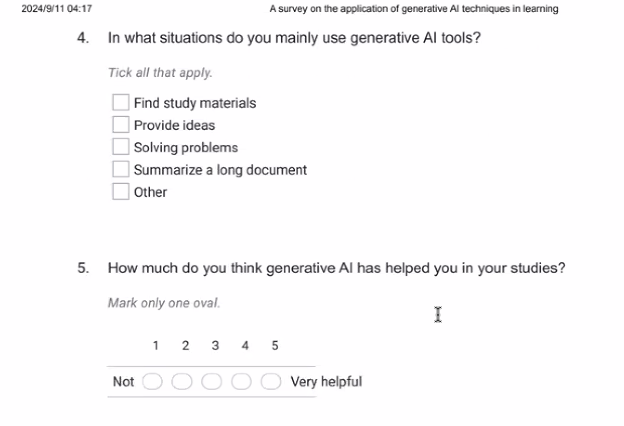 2024/9/11 04:17 A survey on the application of generative AI techniques in learning
4. In what situations do you mainly use generative AI tools?
Tick all that apply.
Find study materials
Provide ideas
Solving problems
Summarize a long document
Other
5. How much do you think generative AI has helped you in your studies?
Mark only one oval.
1 2 3 4 5
Not Very helpful